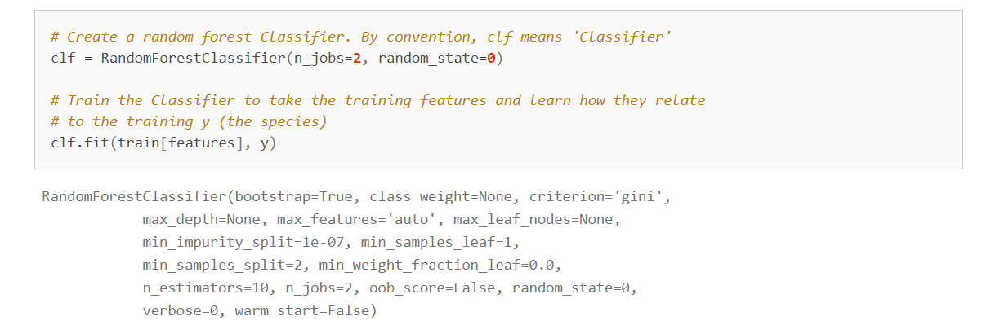 # Create a random forest Classifier. By convention, clf means 'Classifier'
clf = RandomForestClassifier(n_jobs=2, random_state=0)
# Train the Classifier to take the training features and learn how they relate
# to the training y (the species)
clf.fit(train[features], y)
RandomForestClassifier(bootstrap=True, class_weight=None, criterion='gini',
max_depth=None, max_features='auto', max_leaf_nodes=None,
min_impurity_split=1e-07, min_samples_leaf=1,
min_samples_split=2, min_weight_fraction_leaf=0.0,
n_estimators=10, n_jobs=2, oob_score=False, random_state=0,
verbose=0, warm_start=False)